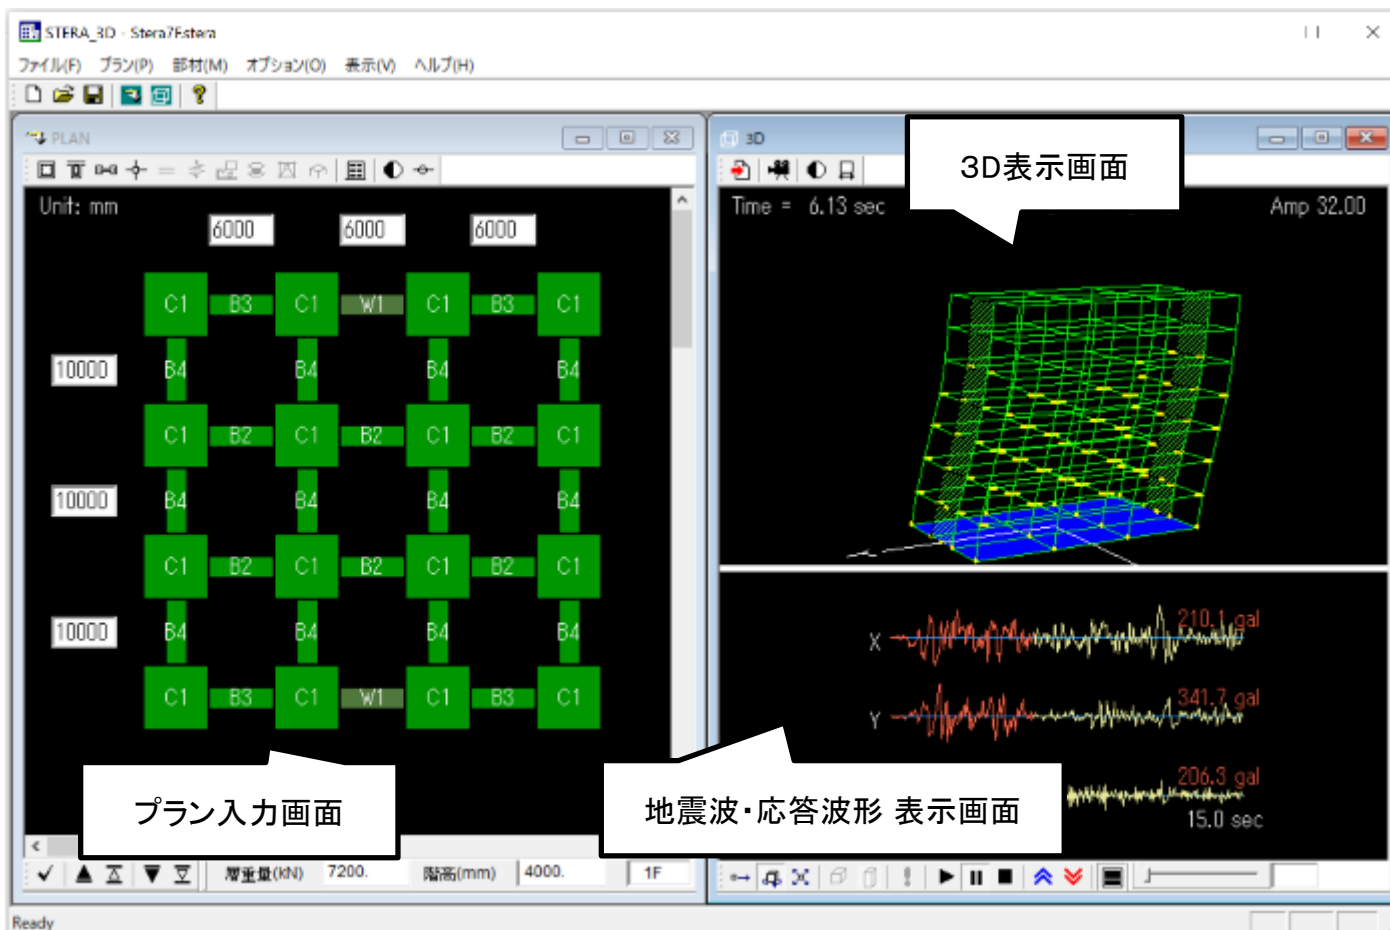 STERA_3D - Stera7Estera
ファイル(F) プラン(P) 部材(M) オプション(O) 表示(V) ヘルプ(H)
PLAN
Unit: mm
6000 6000 6000
C1 B3 C1 W1 C1 B3 C1
10000 B4 B4 B4 B4
C1 B2 C1 B2 C1 B2 C1
10000 B4 B4 B4 B4
C1 B2 C1 B2 C1 B2 C1
10000 B4 B4 B4 B4
C1 B3 C1 W1 C1 B3 C1
プラン入力画面
層重量(kN) 7200. 階高(mm) 4000. 1F
3D
3D表示画面
Time = 6.13 sec Amp 32.00
X 210.1 gal
Y 341.7 gal
206.3 gal
15.0 sec
地震波・応答波形 表示画面
Ready